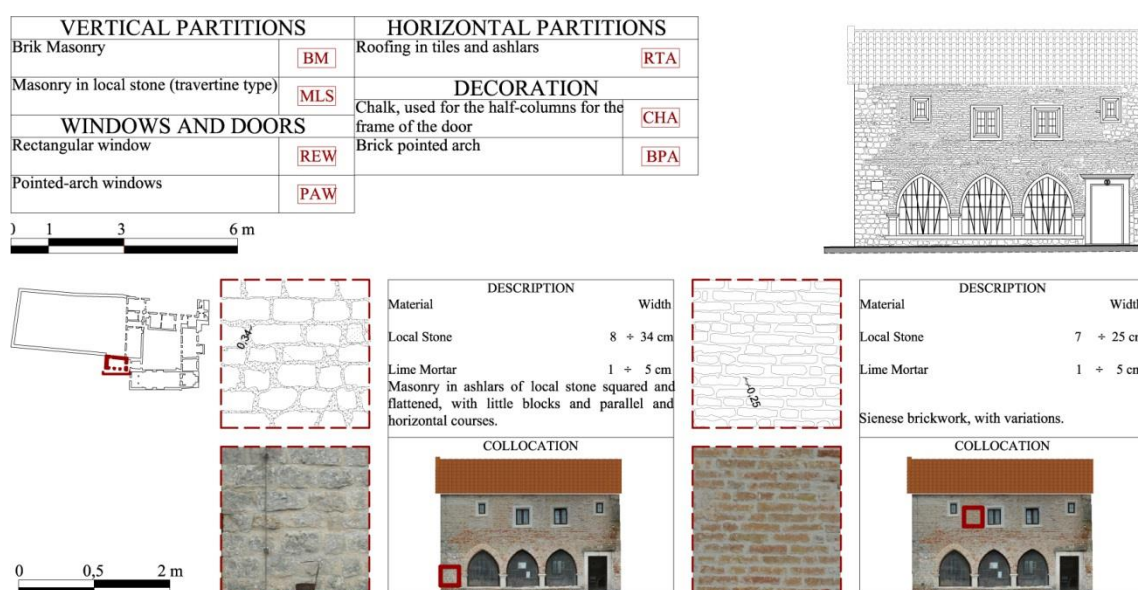 VERTICAL PARTITIONS
Brik Masonry
BM
Masonry in local stone (travertine type)
MLS
WINDOWS AND DOORS
Rectangular window
REW
Pointed-arch windows
PAW
HORIZONTAL PARTITIONS
Roofing in tiles and ashlars
RTA
DECORATION
Chalk, used for the half-columns for the
frame of the door
CHA
Brick pointed arch
BPA
0 1 3 6 m
0,34
DESCRIPTION
Material Width
Local Stone 8 ÷ 34 cm
Lime Mortar 1 ÷ 5 cm
Masonry in ashlars of local stone squared and
flattened, with little blocks and parallel and
horizontal courses.
COLLOCATION
0,25
DESCRIPTION
Material Width
Local Stone 7 ÷ 25 cm
Lime Mortar 1 ÷ 5 cm
Sienese brickwork, with variations.
COLLOCATION
0 0,5 2 m